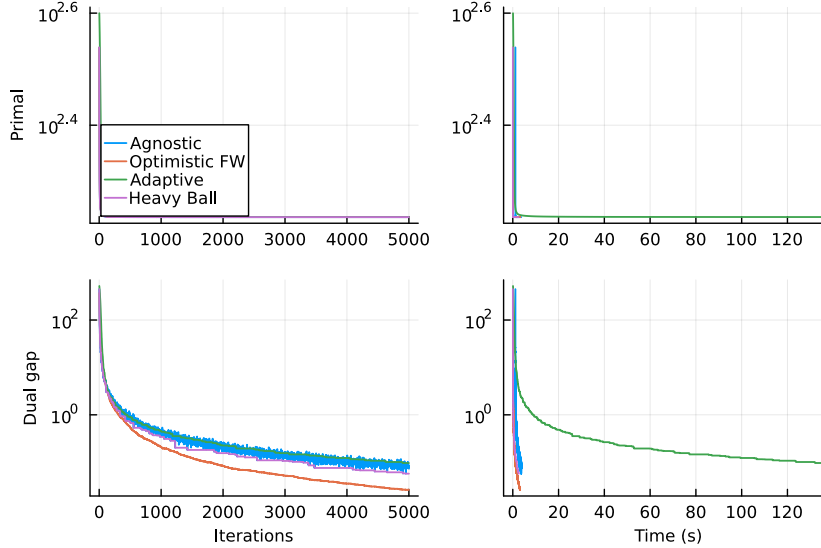 10^2.6
10^2.4
Primal
Agnostic
Optimistic FW
Adaptive
Heavy Ball
0 1000 2000 3000 4000 5000
10^2.6
10^2.4
0 20 40 60 80 100 120
10^2
10^0
Dual gap
0 1000 2000 3000 4000 5000
Iterations
10^2
10^0
0 20 40 60 80 100 120
Time (s)